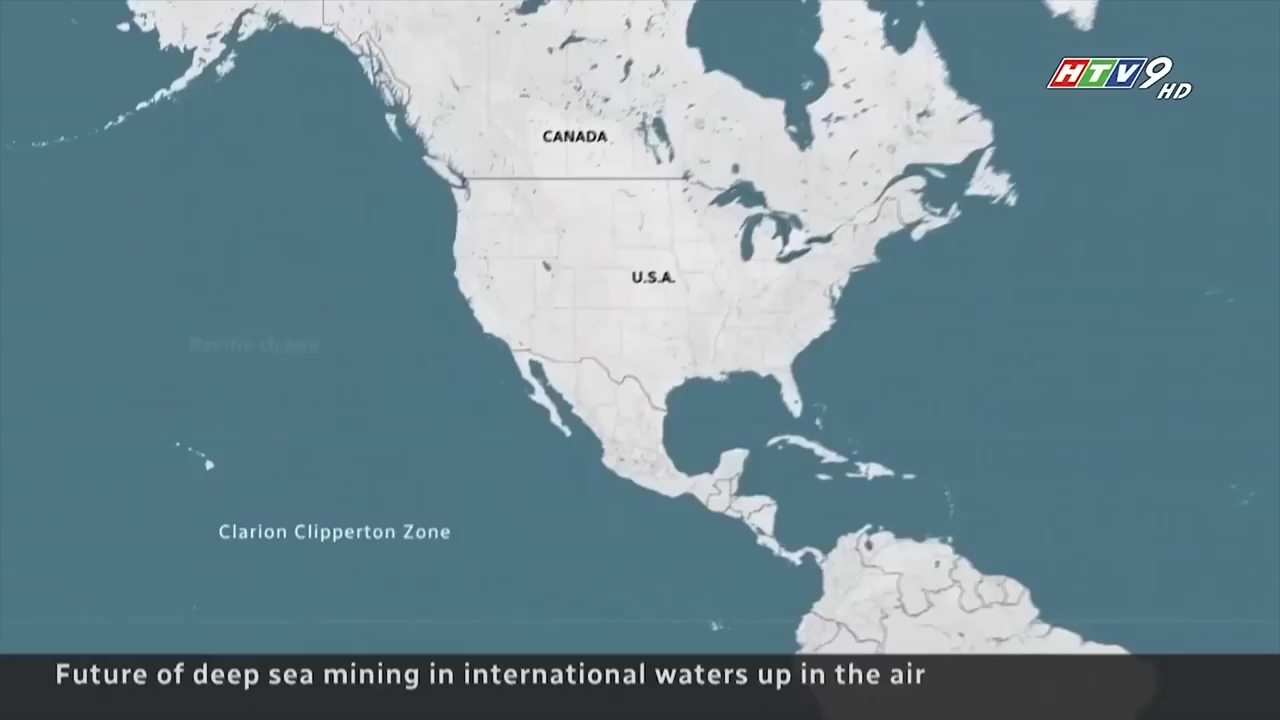 HTV9
HD
CANADA
U.S.A.
Pacific Ocean
Clarion Clipperton Zone
Future of deep sea mining in international waters up in the air